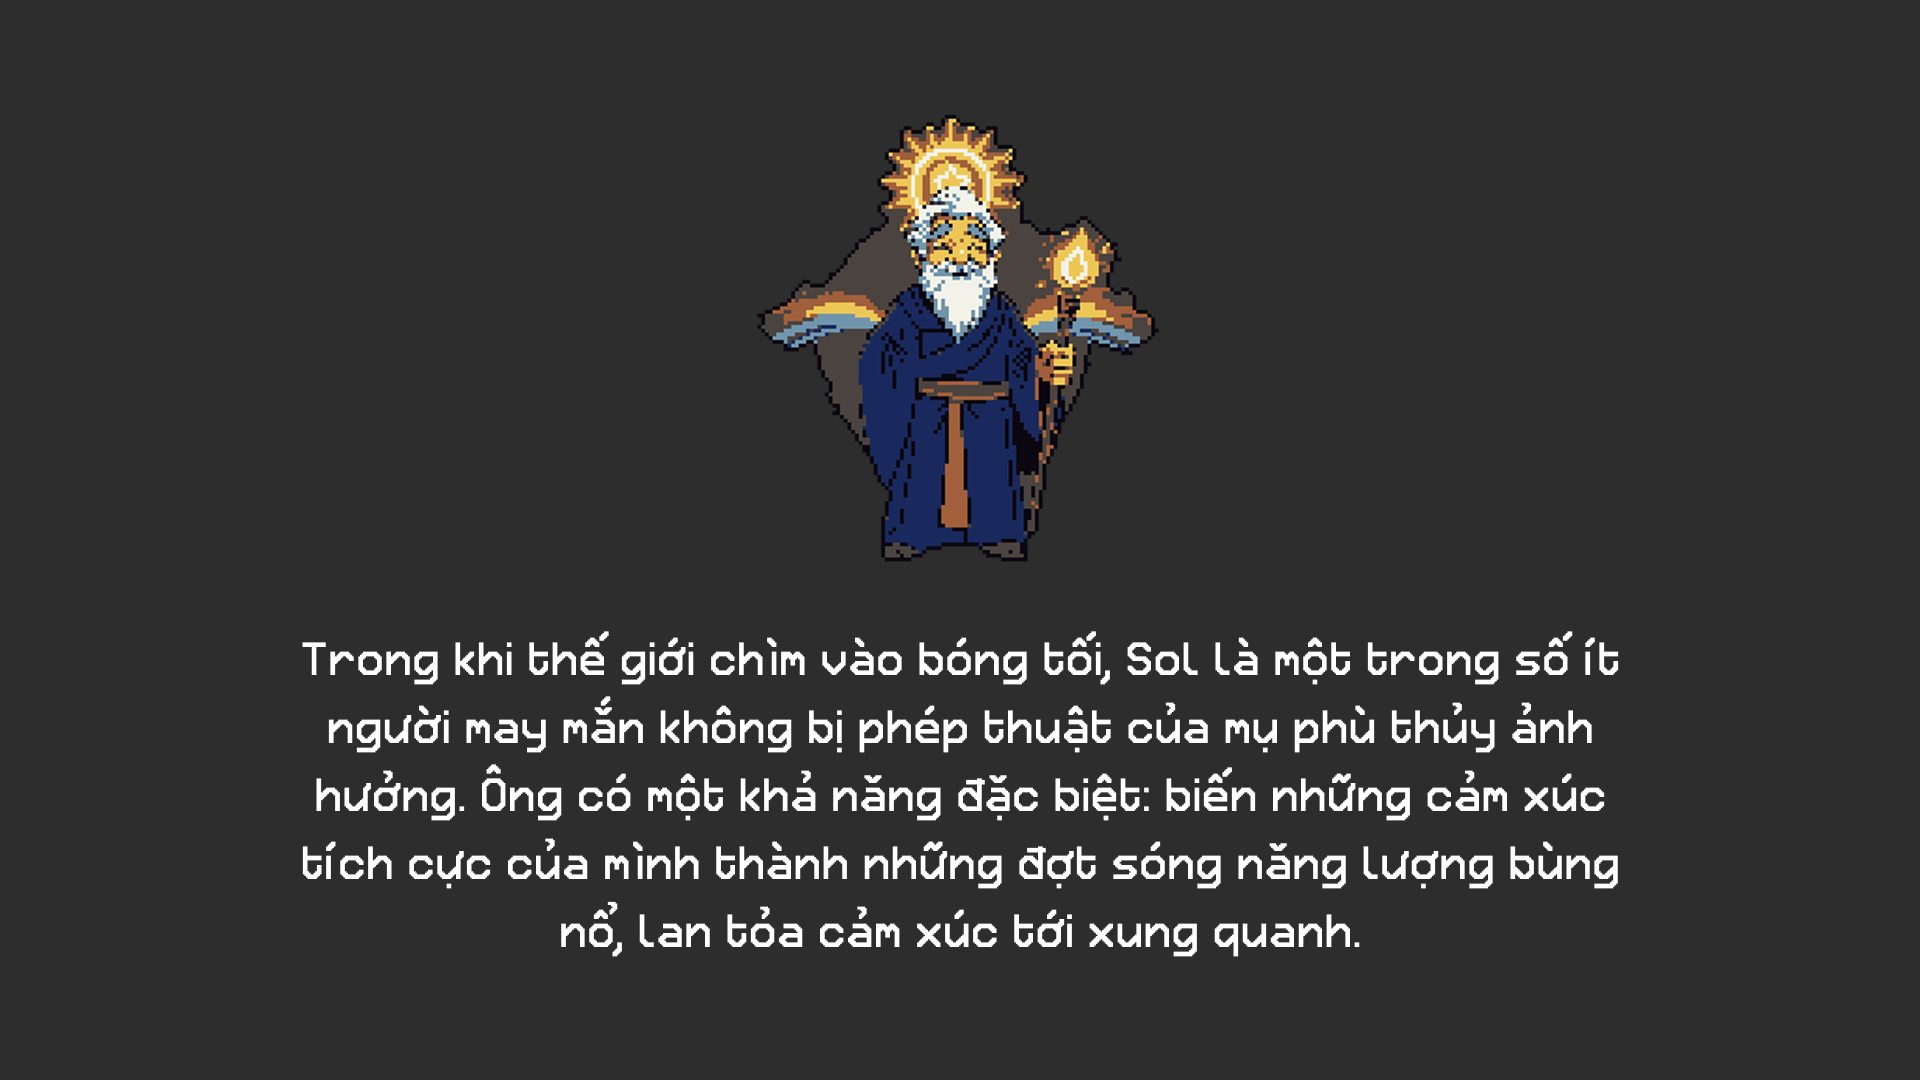 Trong khi thế giới chìm vào bóng tối, Sol là một trong số ít
người may mắn không bị phép thuật của mụ phù thủy ảnh
hưởng. Ông có một khả năng đặc biệt: biến những cảm xúc
tích cực của mình thành những đợt sóng năng lượng bùng
nổ, lan tỏa cảm xúc tới xung quanh.